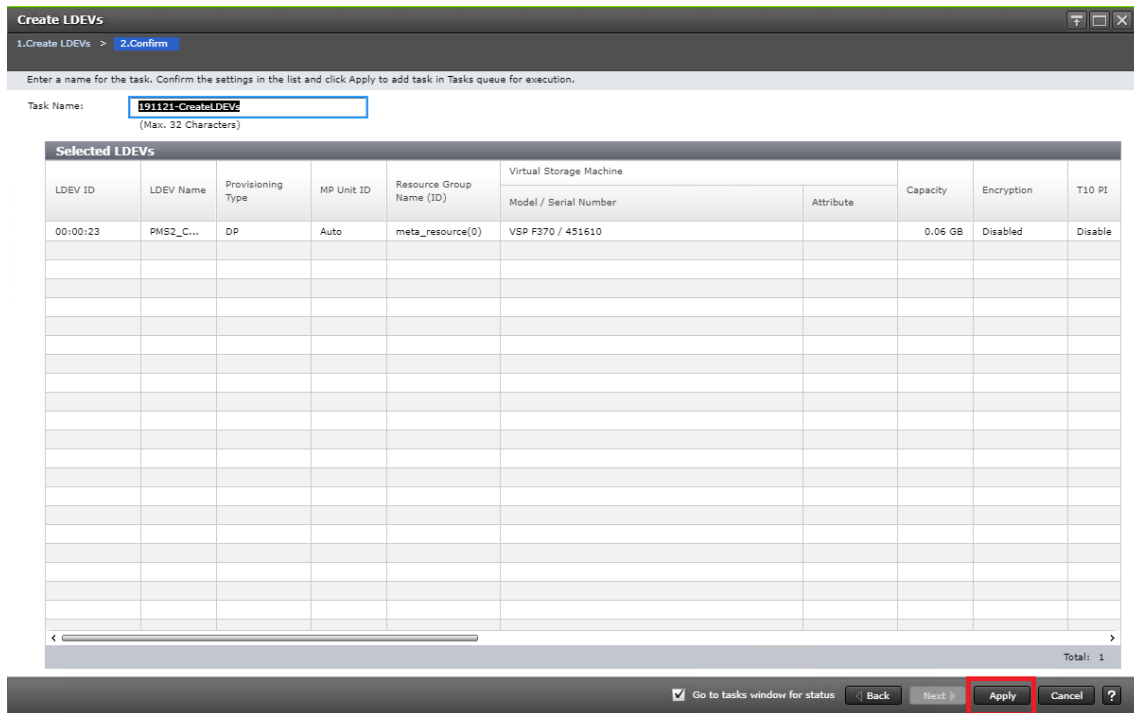 Create LDEVs
1.Create LDEVs > 2.Confirm
Enter a name for the task. Confirm the settings in the list and click Apply to add task in Tasks queue for execution.
Task Name: 191121-CreateLDEVs
(Max. 32 Characters)
Selected LDEVs
LDEV ID LDEV Name Provisioning Type MP Unit ID Resource Group Name (ID) Virtual Storage Machine Capacity Encryption T10 PI
Model / Serial Number Attribute
00:00:23 PMS2_C... DP Auto meta_resource(0) VSP F370 / 451610 0.06 GB Disabled Disable
Total: 1
Go to tasks window for status Back Next Apply Cancel ?